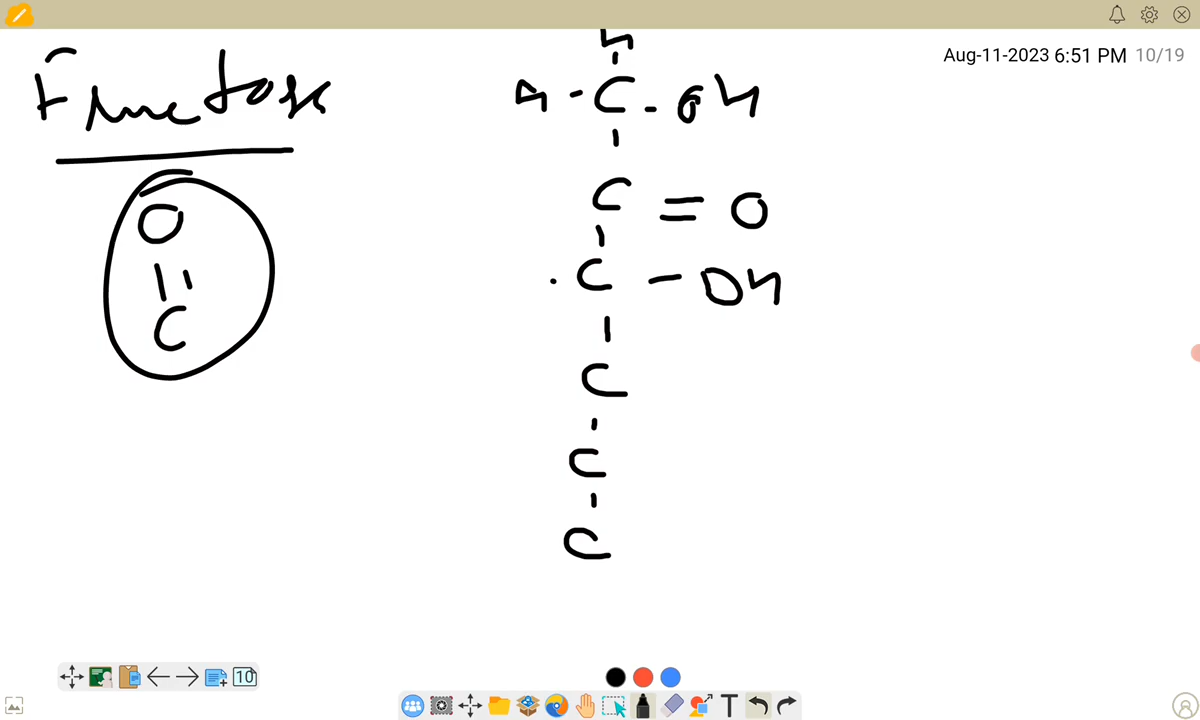 Aug-11-2023 6:51 PM 10/19
Fructose
H
H - C - OH
C = O
C - OH
C
C
C
O
C
10
T